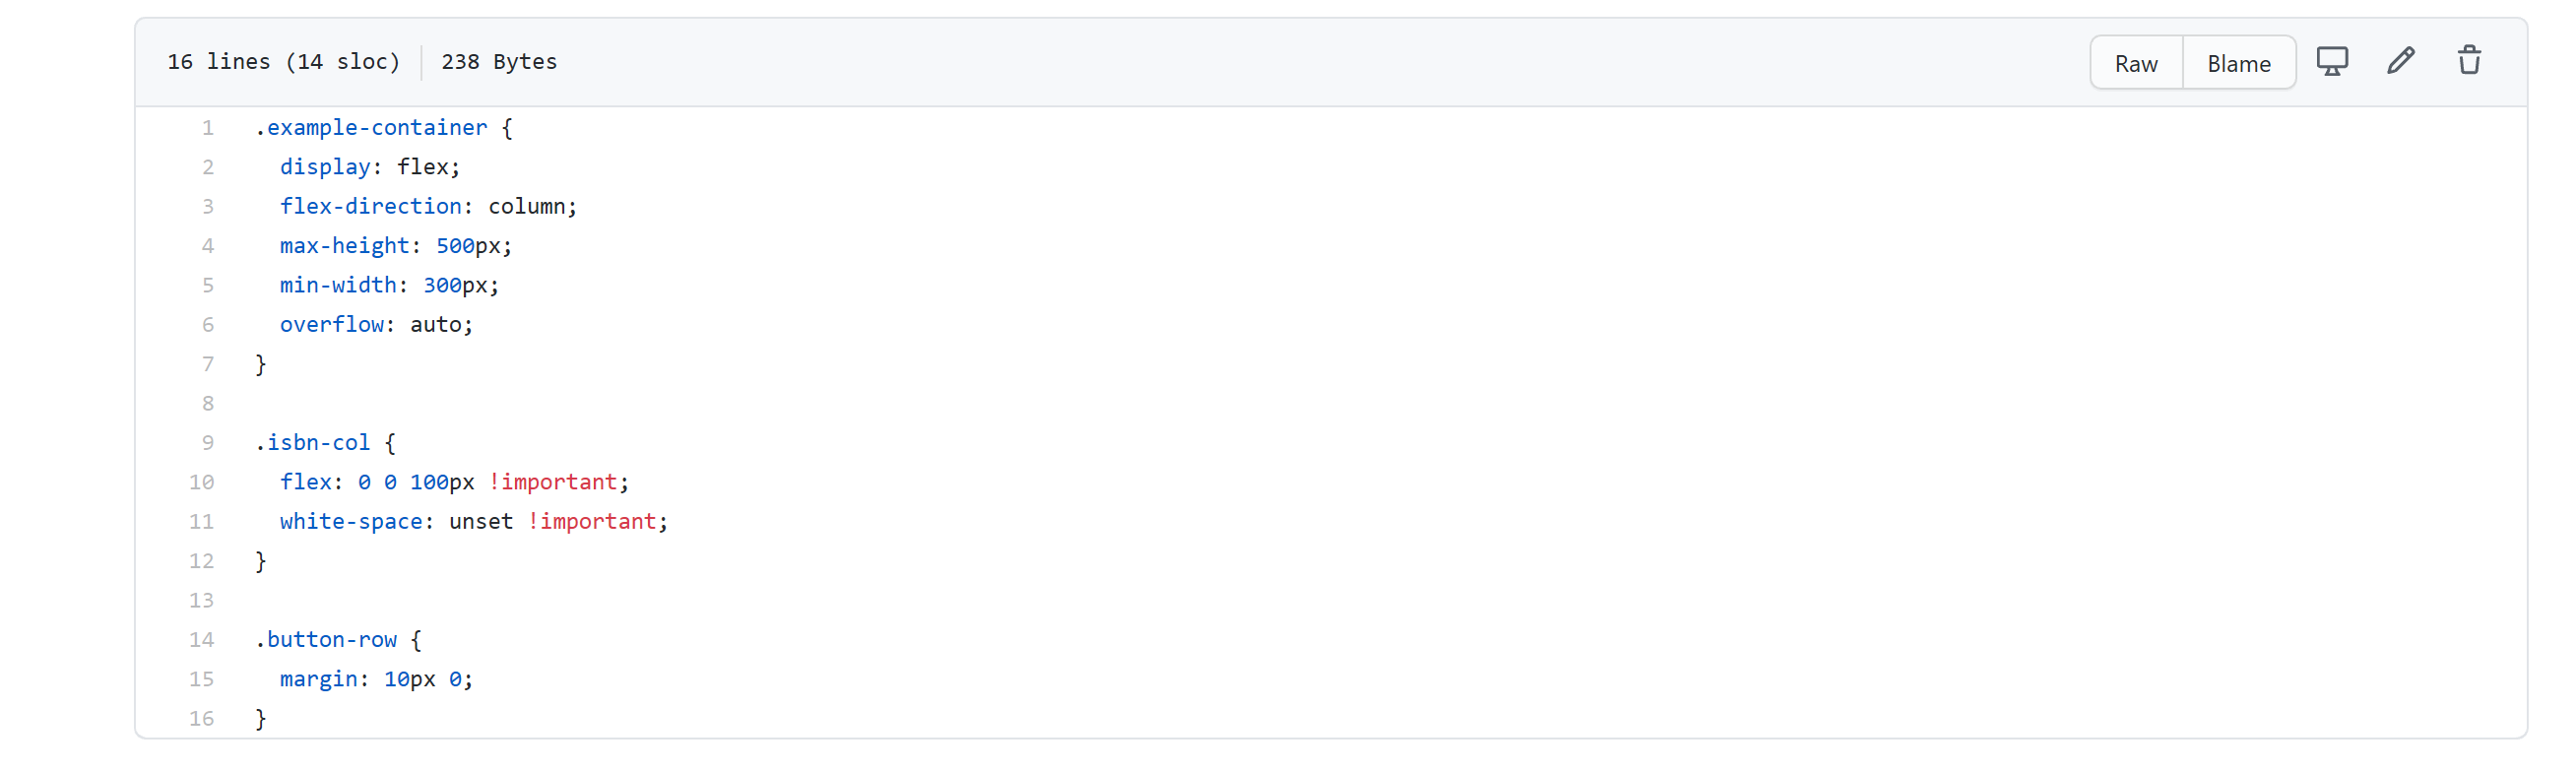 16 lines (14 sloc) 238 Bytes Raw Blame
1 .example-container {
2   display: flex;
3   flex-direction: column;
4   max-height: 500px;
5   min-width: 300px;
6   overflow: auto;
7 }
8
9 .isbn-col {
10   flex: 0 0 100px !important;
11   white-space: unset !important;
12 }
13
14 .button-row {
15   margin: 10px 0;
16 }